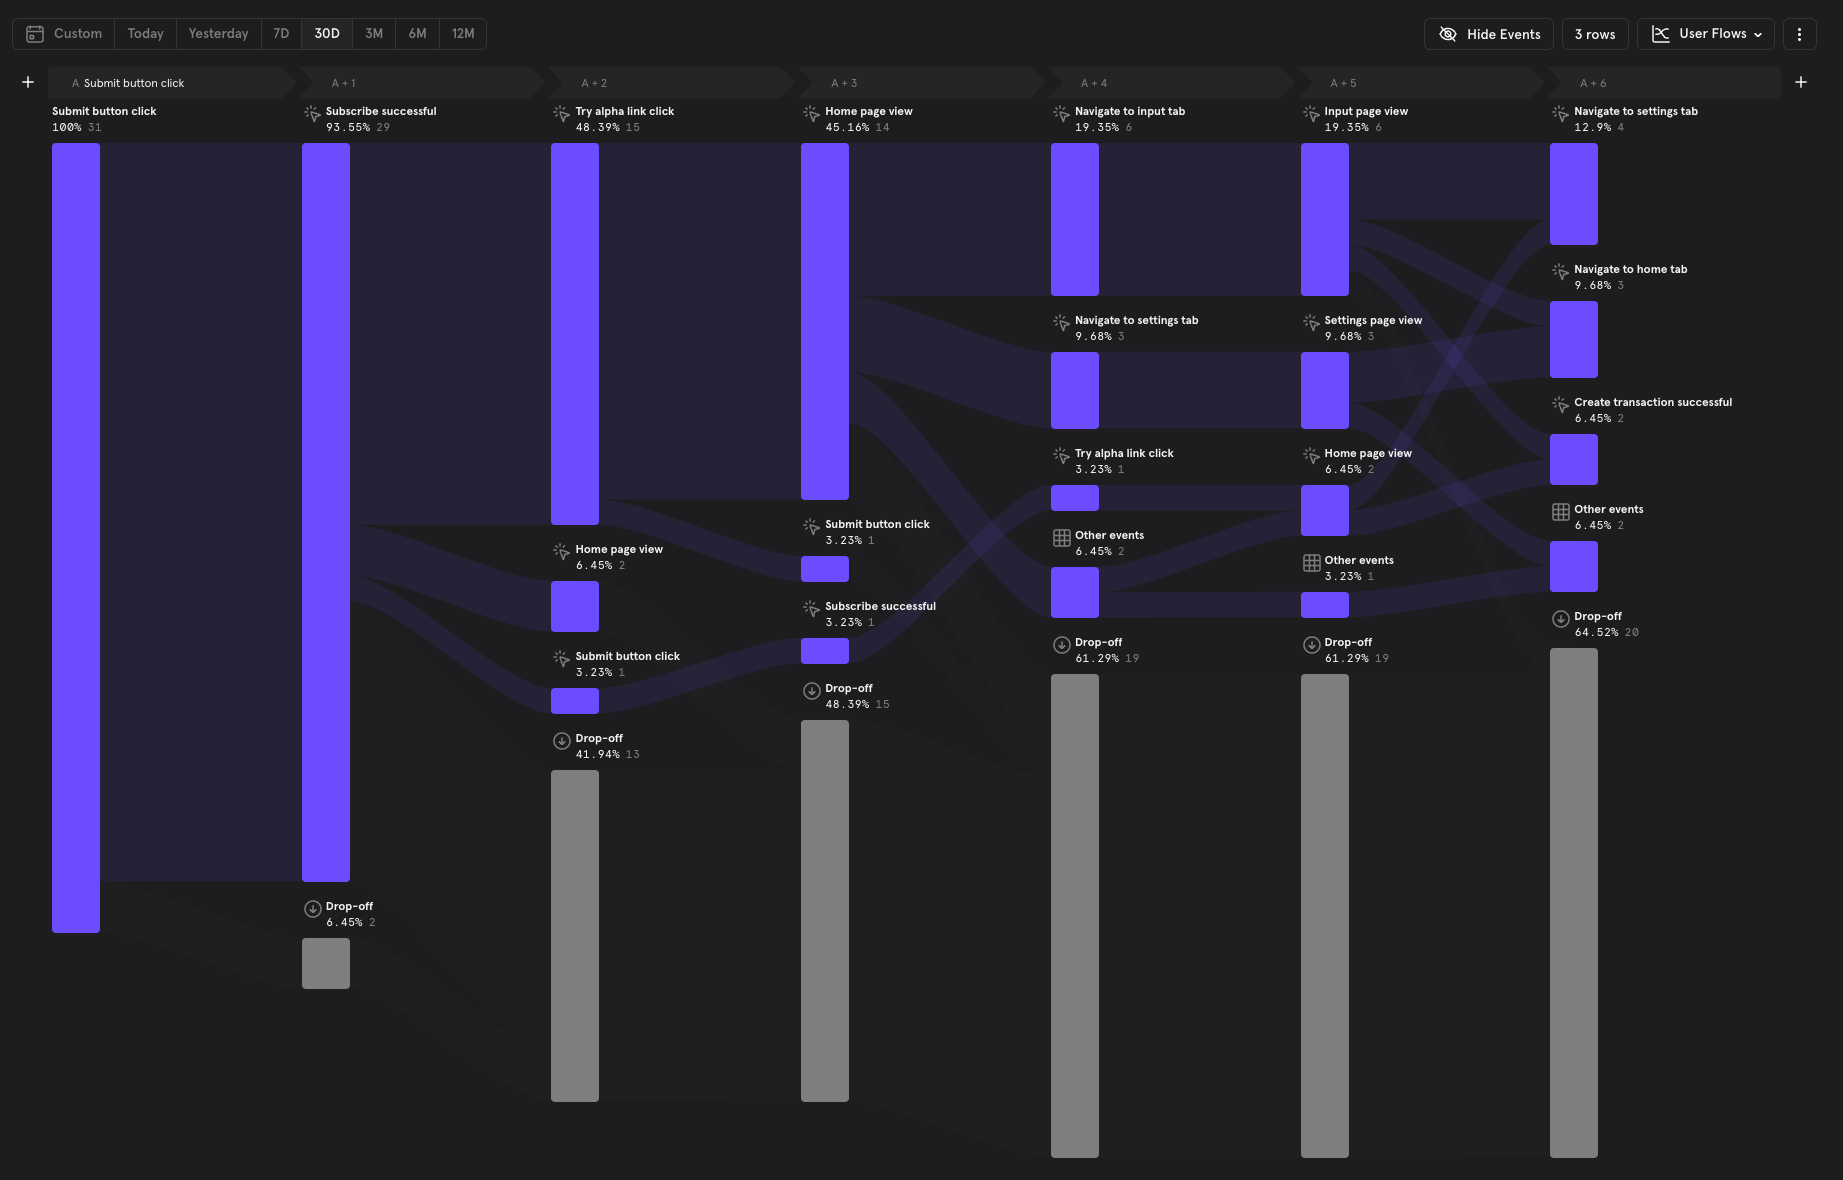 Custom Today Yesterday 7D 30D 3M 6M 12M Hide Events 3 rows User Flows
A Submit button click A + 1 A + 2 A + 3 A + 4 A + 5 A + 6
Submit button click
100% 31
Subscribe successful
93.55% 29
Drop-off
6.45% 2
Try alpha link click
48.39% 15
Home page view
6.45% 2
Submit button click
3.23% 1
Drop-off
41.94% 13
Home page view
45.16% 14
Submit button click
3.23% 1
Subscribe successful
3.23% 1
Drop-off
48.39% 15
Navigate to input tab
19.35% 6
Navigate to settings tab
9.68% 3
Try alpha link click
3.23% 1
Other events
6.45% 2
Drop-off
61.29% 19
Input page view
19.35% 6
Settings page view
9.68% 3
Home page view
6.45% 2
Other events
3.23% 1
Drop-off
61.29% 19
Navigate to settings tab
12.9% 4
Navigate to home tab
9.68% 3
Create transaction successful
6.45% 2
Other events
6.45% 2
Drop-off
64.52% 20